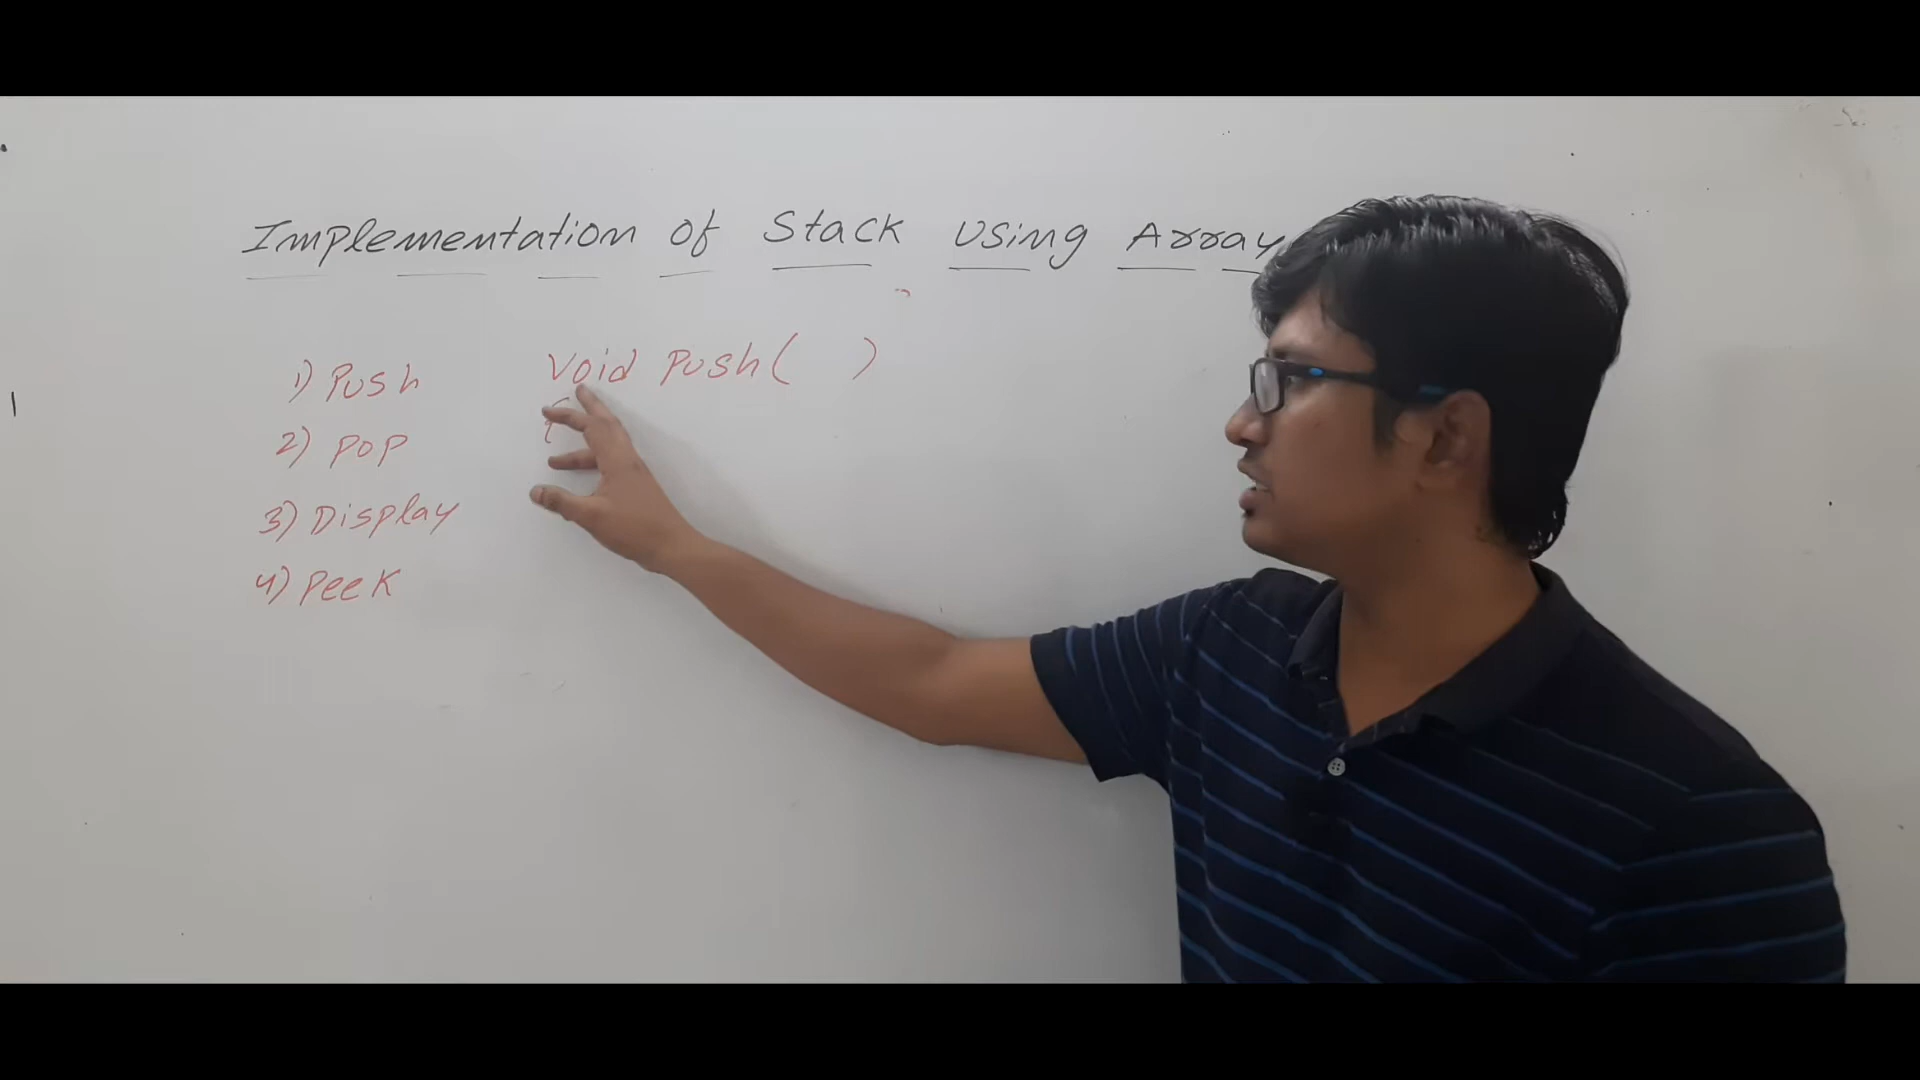 Implementation of Stack Using Array
1) Push
2) Pop
3) Display
4) Peek
Void Push( )
{